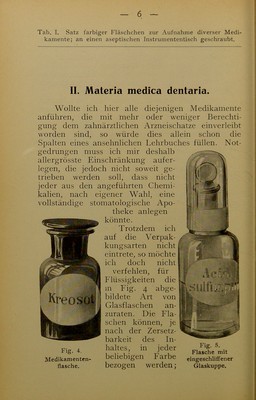 — 6 —
Tab. I. Satz farbiger Fläschchen zur Aufnahme diverser Medi-
kamente; an einen aseptischen Instrumententisch geschraubt.
II. Materia medica dentaria.
Wollte ich hier alle diejenigen Medikamente
anführen, die mit mehr oder weniger Berechti-
gung dem zahnärztlichen Arzneischatze einverleibt
worden sind, so würde dies allein schon die
Spalten eines ansehnlichen Lehrbuches füllen. Not-
gedrungen muss ich mir deshalb
allergrösste Einschränkung aufer-
legen, die jedoch nicht soweit ge-
trieben werden soll, dass nicht
jeder aus den angeführten Chemi-
kalien, nach eigener Wahl, eine
vollständige stomatologische Apo-
theke anlegen
könnte.
Trotzdem ich
auf die Verpak-
kungsarten nicht
eintrete, so möchte
ich doch nicht
verfehlen, für
Flüssigkeiten die
in Fig. 4 abge-
bildete Art von
Glasflaschen an-
zuraten. Die Fla-
schen können, je
nach der Zersetz-
barkeit des In-
haltes, in jeder
beliebigen Farbe
bezogen werden;
Kreosot
Fig. 4.
Medikamenten-
flasche.
Acid.
Sulfur.
Fig. 5.
Flasche mit
eingeschliffener
Glaskuppe.